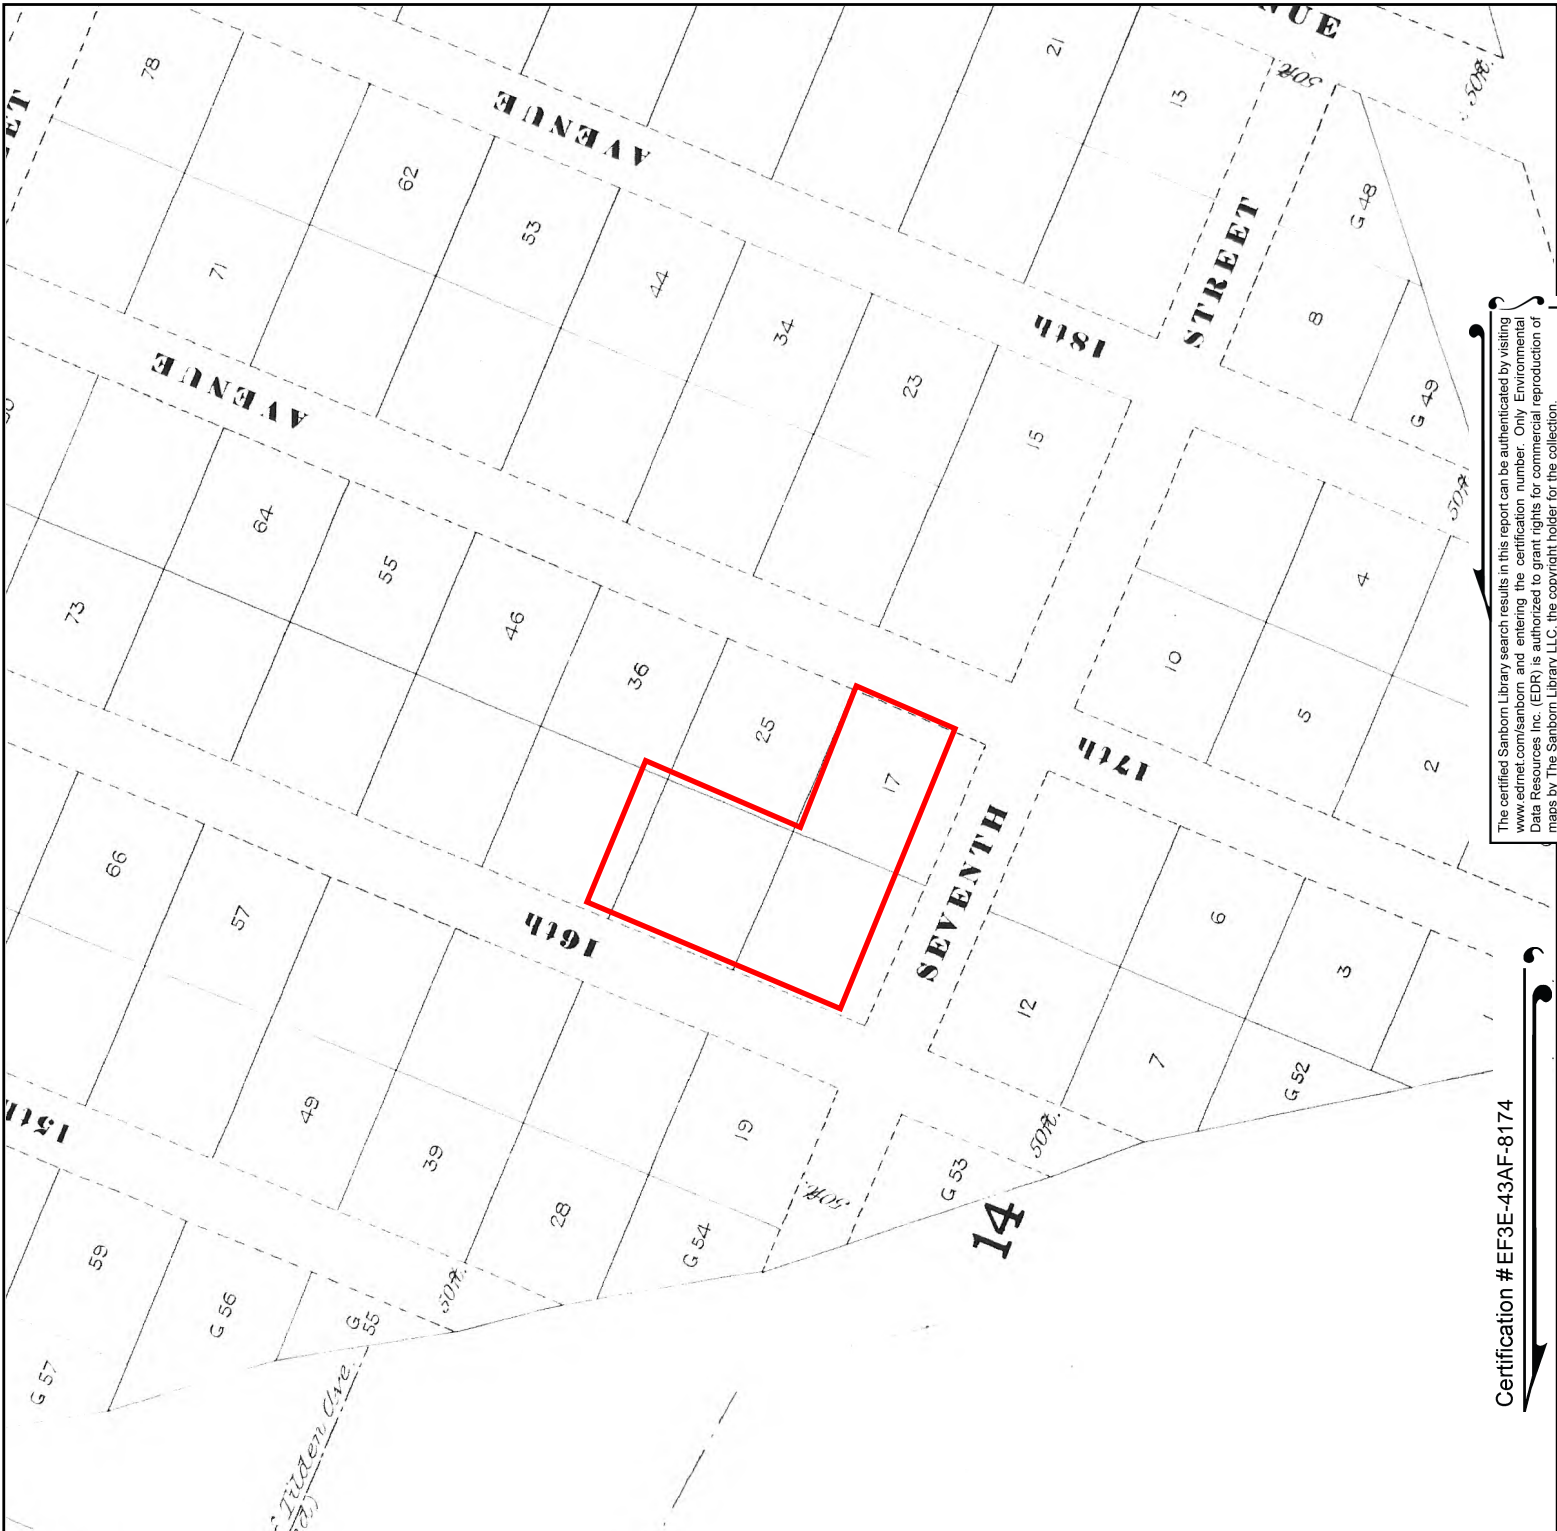 78
AVENUE
21
NUE
50ft.
50ft.
13
62
53
71
44
34
18th
STREET
G 48
8
G 49
AVENUE
23
15
64
55
46
36
25
17
73
4
10
5
2
50ft
17th
66
57
16th
SEVENTH
12
6
3
7
G 52
50ft.
15th
49
39
28
19
G 54
50ft.
G 53
14
59
G 56
G 55
50ft.
G 57
Tilden Ave.
The certified Sanborn Library search results in this report can be authenticated by visiting
www.edrnet.com/sanborn and entering the certification number. Only Environmental
Data Resources Inc. (EDR) is authorized to grant rights for commercial reproduction of
maps by The Sanborn Library LLC, the copyright holder for the collection.
Certification # EF3E-43AF-8174